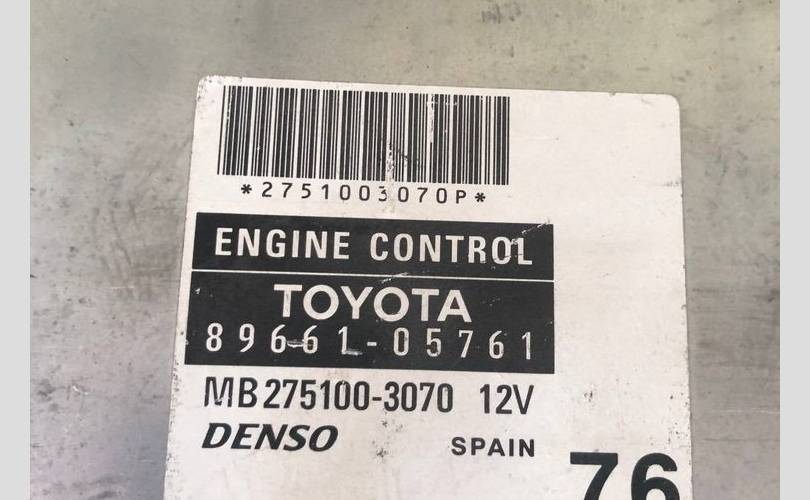 *2751003070P*
ENGINE CONTROL
TOYOTA
89661-05761
MB275100-3070 12V
DENSO SPAIN
76